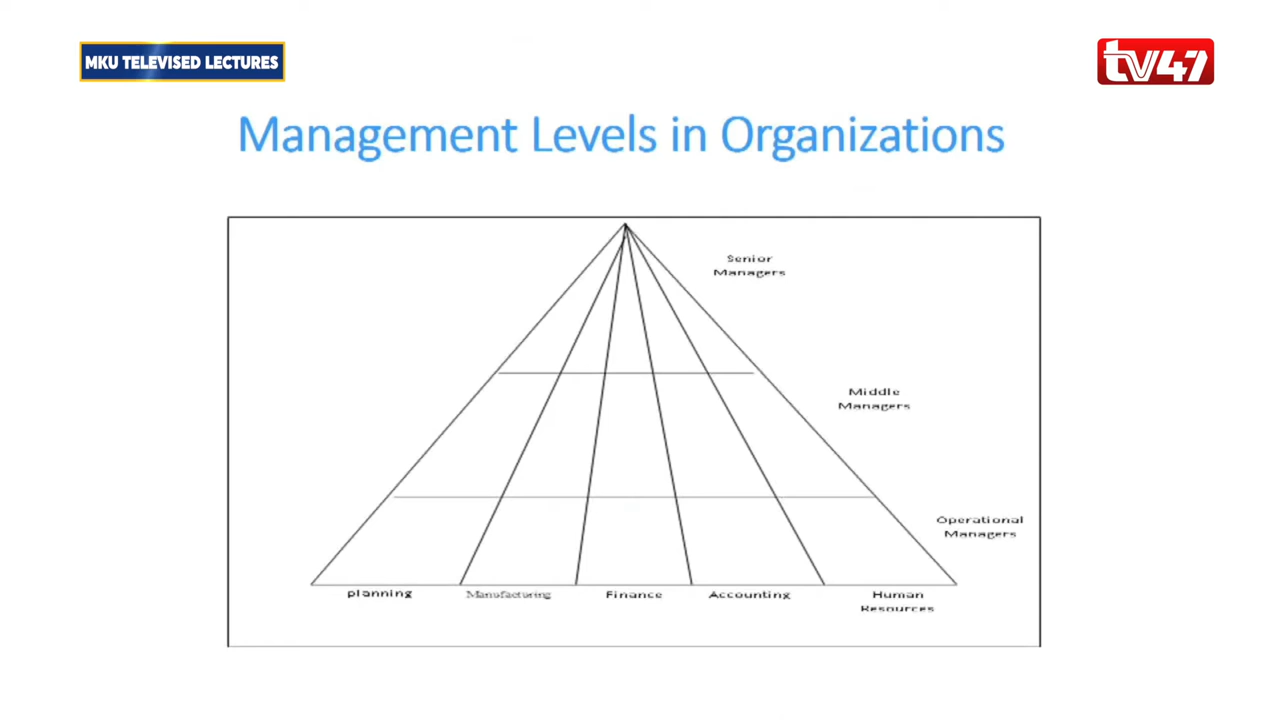 MKU TELEVISED LECTURES
tv47
Management Levels in Organizations
Senior
Managers
Middle
Managers
Operational
Managers
planning
Manufacturing
Finance
Accounting
Human
Resources